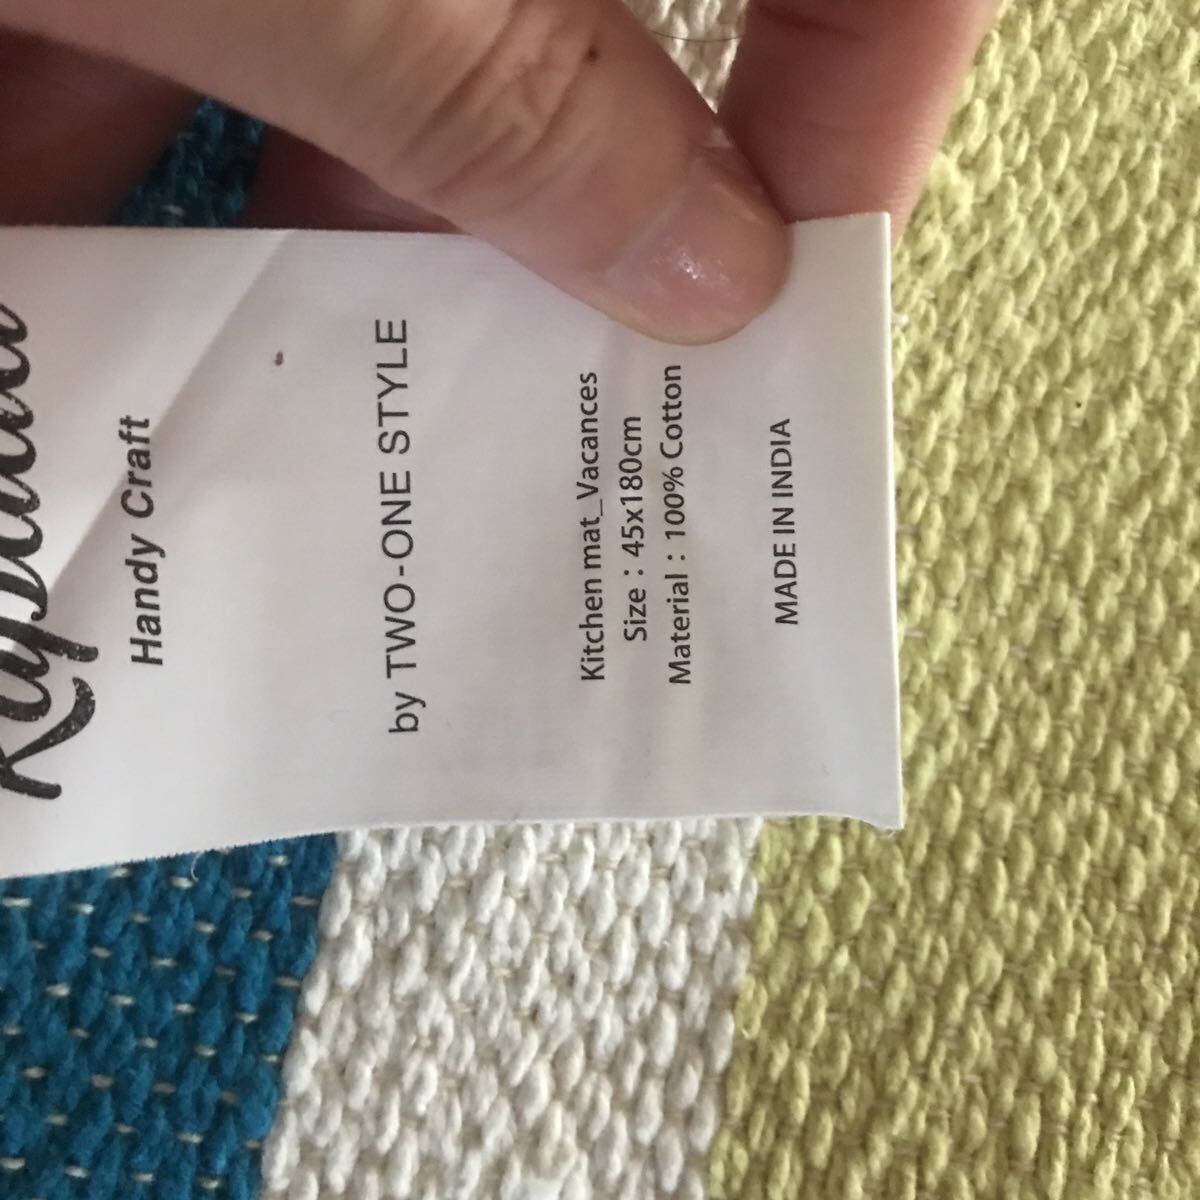 Handy Craft
by TWO-ONE STYLE
Kitchen mat_Vacances
Size : 45x180cm
Material : 100% Cotton
MADE IN INDIA